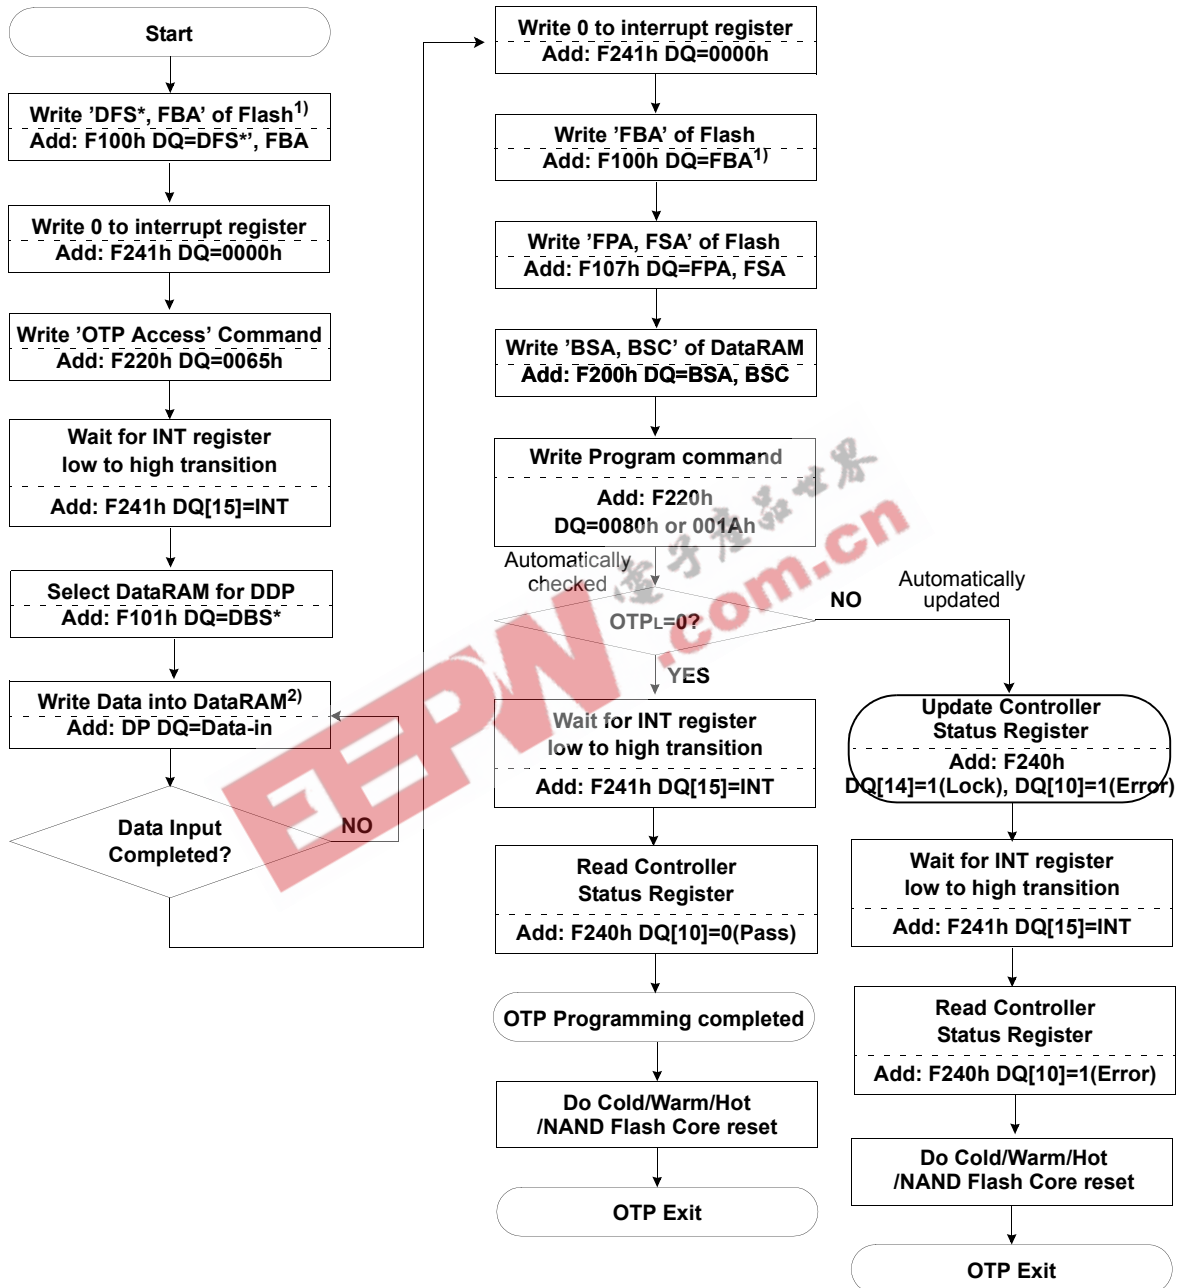 Start
Write ’DFS*, FBA’ of Flash1)
Add: F100h DQ=DFS*’, FBA
Write 0 to interrupt register
Add: F241h DQ=0000h
Write ’OTP Access’ Command
Add: F220h DQ=0065h
Wait for INT register
low to high transition
Add: F241h DQ[15]=INT
Select DataRAM for DDP
Add: F101h DQ=DBS*
Write Data into DataRAM2)
Add: DP DQ=Data-in
Data Input
Completed?
NO
Write 0 to interrupt register
Add: F241h DQ=0000h
Write ’FBA’ of Flash
Add: F100h DQ=FBA1)
Write ’FPA, FSA’ of Flash
Add: F107h DQ=FPA, FSA
Write ’BSA, BSC’ of DataRAM
Add: F200h DQ=BSA, BSC
Write Program command
Add: F220h
DQ=0080h or 001Ah
Automatically
checked
OTPL=0?
YES
NO
Automatically
updated
Wait for INT register
low to high transition
Add: F241h DQ[15]=INT
Read Controller
Status Register
Add: F240h DQ[10]=0(Pass)
OTP Programming completed
Do Cold/Warm/Hot
/NAND Flash Core reset
OTP Exit
Update Controller
Status Register
Add: F240h
DQ[14]=1(Lock), DQ[10]=1(Error)
Wait for INT register
low to high transition
Add: F241h DQ[15]=INT
Read Controller
Status Register
Add: F240h DQ[10]=1(Error)
Do Cold/Warm/Hot
/NAND Flash Core reset
OTP Exit
EEPW.com.cn
電子產品世界